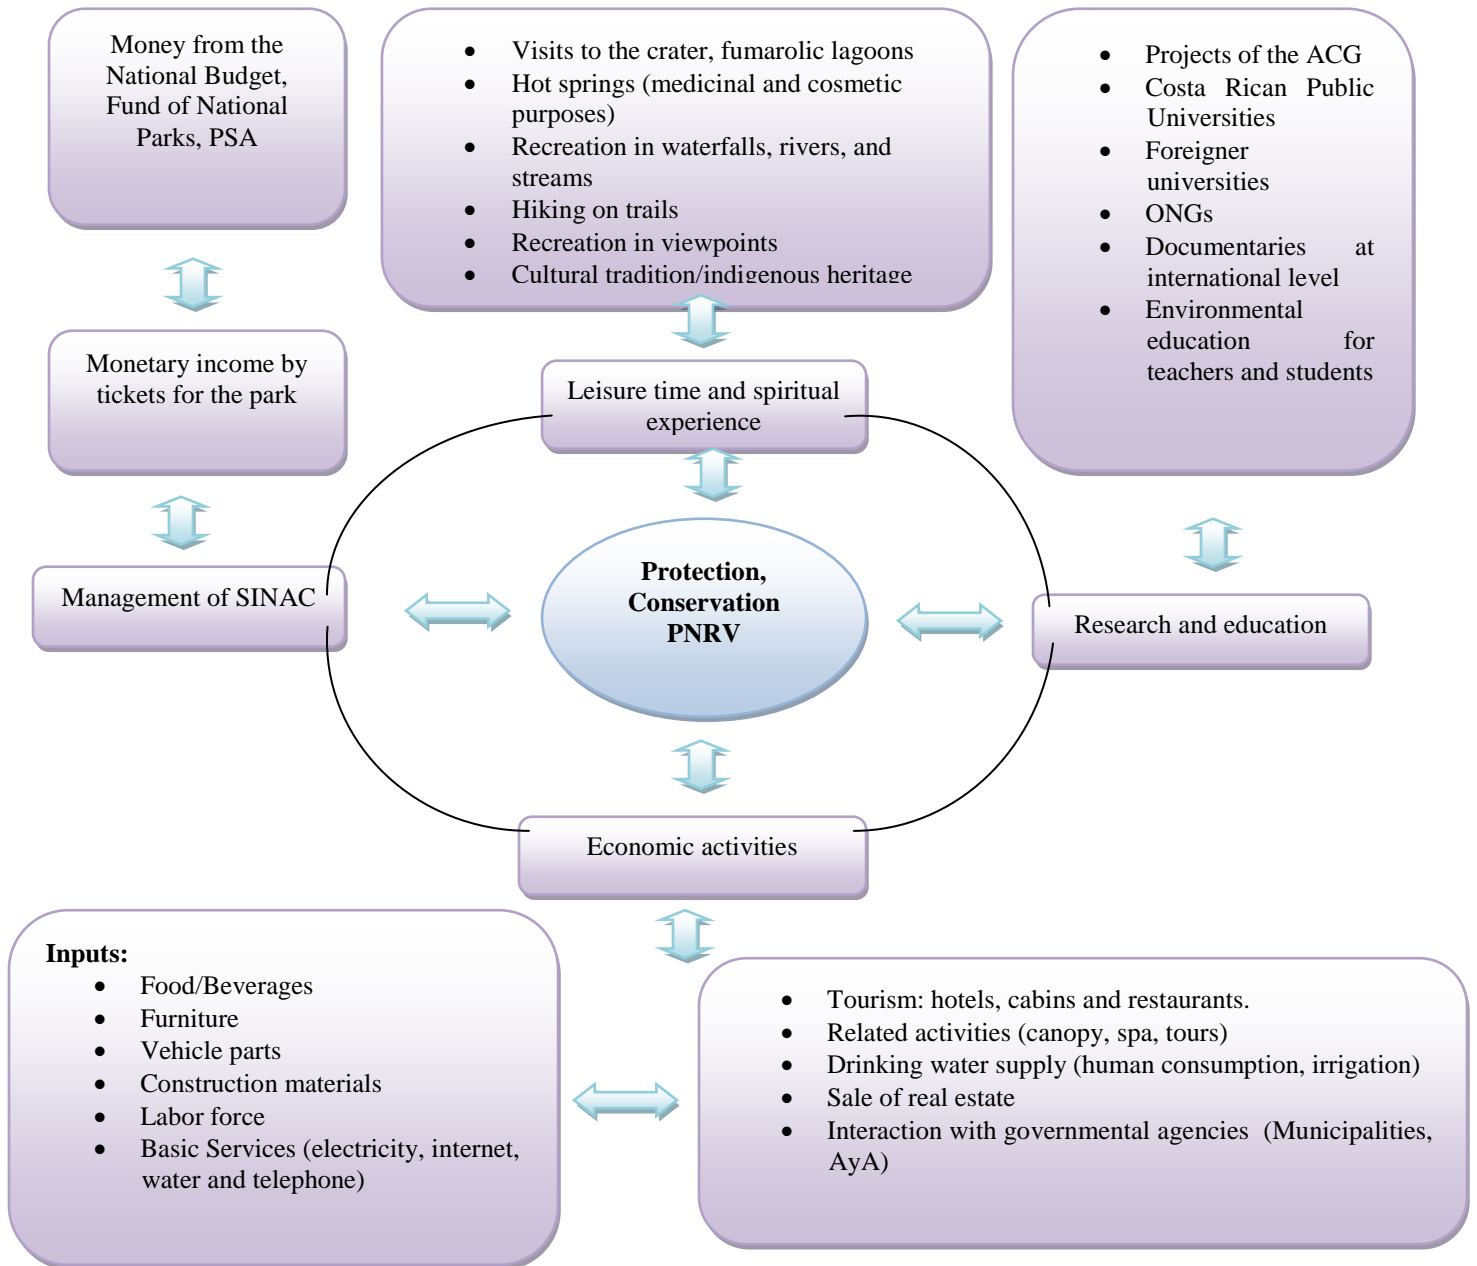 Money from the
National Budget,
Fund of National
Parks, PSA
• Visits to the crater, fumarolic lagoons
• Hot springs (medicinal and cosmetic
purposes)
• Recreation in waterfalls, rivers, and
streams
• Hiking on trails
• Recreation in viewpoints
• Cultural tradition/indigenous heritage
• Projects of the ACG
• Costa Rican Public
Universities
• Foreigner
universities
• ONGs
• Documentaries at
international level
• Environmental
education for
teachers and students
Monetary income by
tickets for the park
Leisure time and spiritual
experience
Management of SINAC
Protection,
Conservation
PNRV
Research and education
Economic activities
Inputs:
• Food/Beverages
• Furniture
• Vehicle parts
• Construction materials
• Labor force
• Basic Services (electricity, internet,
water and telephone)
• Tourism: hotels, cabins and restaurants.
• Related activities (canopy, spa, tours)
• Drinking water supply (human consumption, irrigation)
• Sale of real estate
• Interaction with governmental agencies (Municipalities,
AyA)